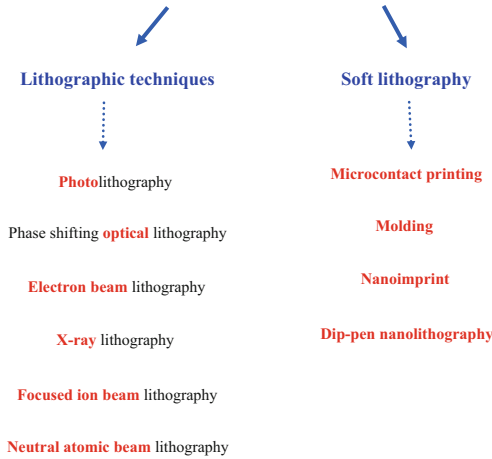 Lithographic techniques
Photolithography
Phase shifting optical lithography
Electron beam lithography
X-ray lithography
Focused ion beam lithography
Neutral atomic beam lithography
Soft lithography
Microcontact printing
Molding
Nanoimprint
Dip-pen nanolithography